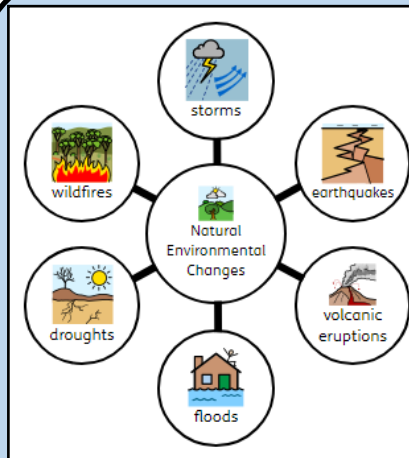 storms
wildfires
earthquakes
Natural
Environmental
Changes
droughts
volcanic
eruptions
floods